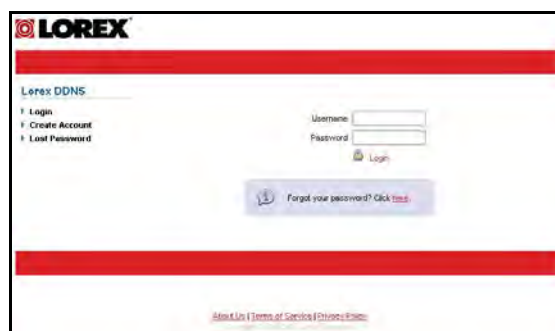 LOREX
Lorex DDNS
Login
Create Account
Lost Password
Username
Password
Login
Forgot your password? Click here.
About Us | Terms of Service | Privacy Policy